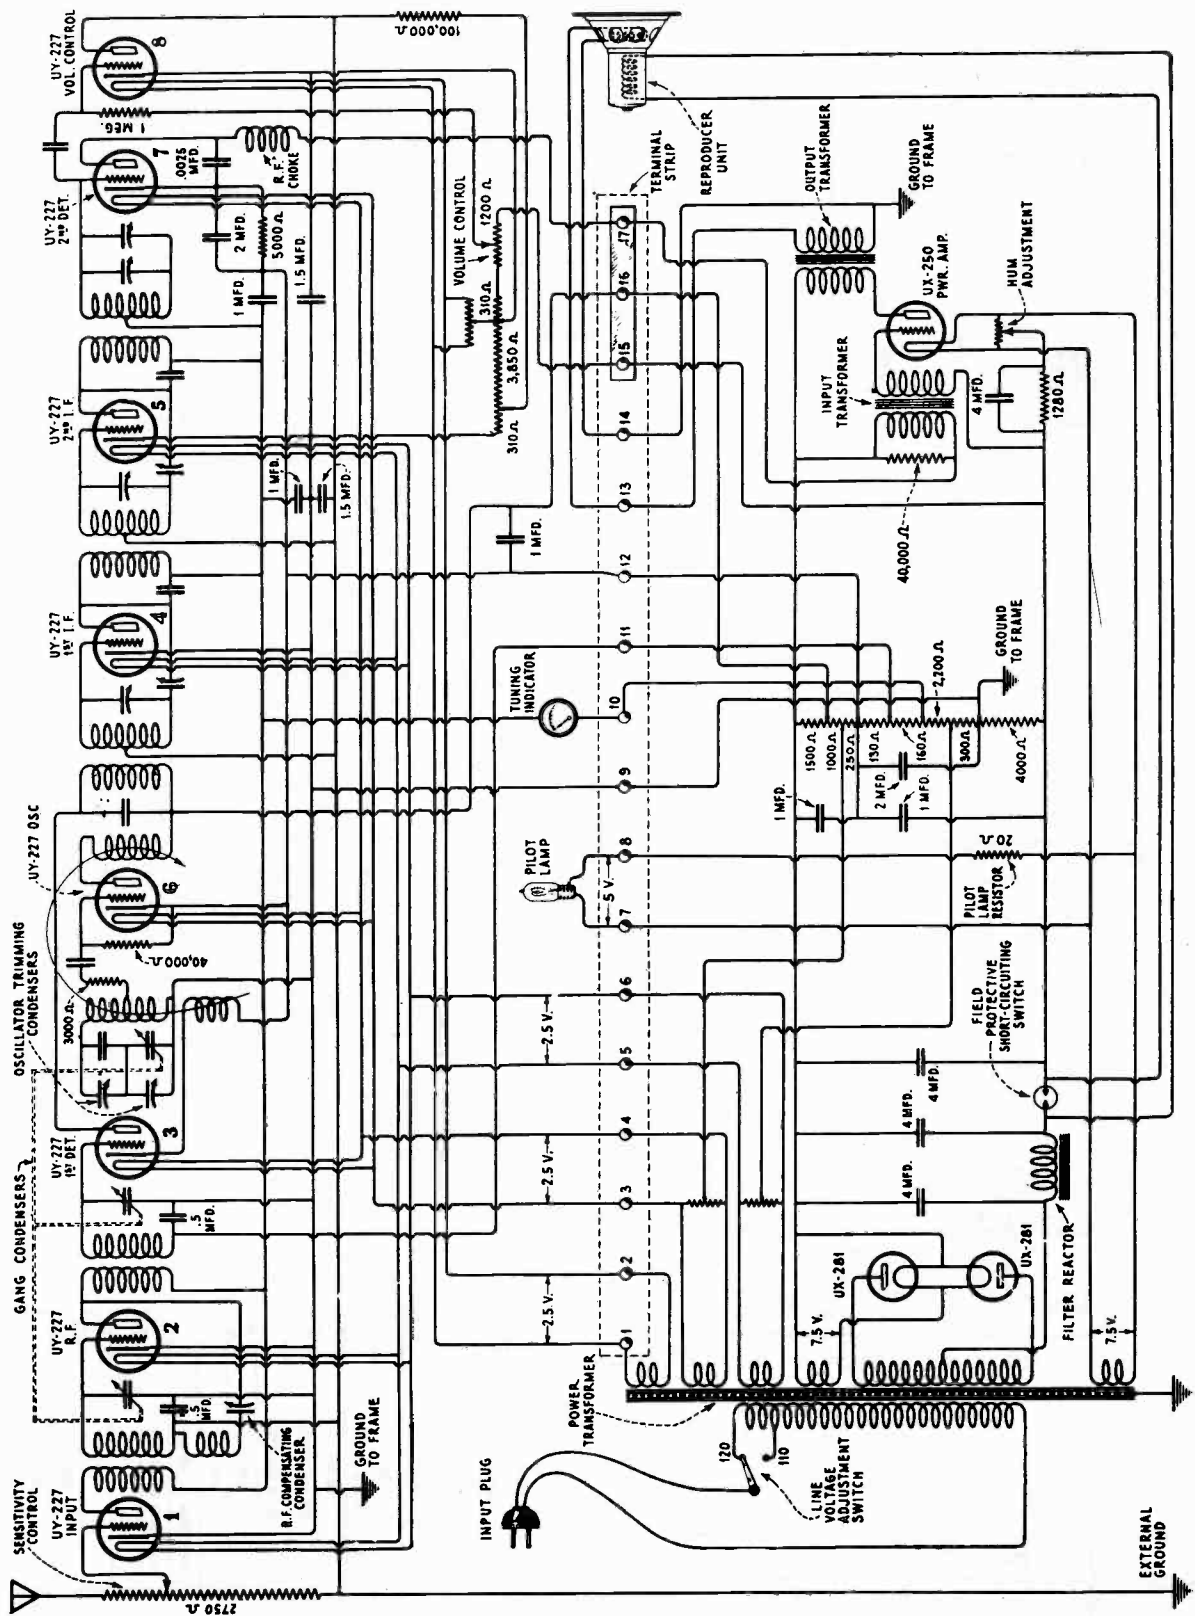 SENSITIVITY
CONTROL
UY-227
INPUT
1
2750 Ω
GANG CONDENSERS
UY-227
R.F.
2
.5
MFD.
R.F. COMPENSATING
CONDENSER
GROUND
TO FRAME
UY-227
1ST DET.
3
.5
MFD.
OSCILLATOR TRIMMING
CONDENSERS
3000 Ω
40,000 Ω
UY-227 OSC
6
UY-227
1ST I.F.
4
UY-227
2ND I.F.
5
1 MFD.
1.5 MFD.
UY-227
2ND DET.
7
1 MEG.
.0025
MFD.
R.F.
CHOKE
2 MFD.
5000 Ω
1 MFD.
1.5 MFD.
UY-227
VOL. CONTROL
8
100,000 Ω
VOLUME CONTROL
1200 Ω
310 Ω
3,850 Ω
310 Ω
1 MFD.
TUNING
INDICATOR
PILOT
LAMP
5 V.
2.5 V.
2.5 V.
2.5 V.
TERMINAL
STRIP
REPRODUCER
UNIT
1
2
3
4
5
6
7
8
9
10
11
12
13
14
15
16
17
INPUT PLUG
POWER
TRANSFORMER
120
110
LINE
VOLTAGE
ADJUSTMENT
SWITCH
EXTERNAL
GROUND
7.5 V.
UX-281
UX-281
7.5 V.
FILTER REACTOR
4 MFD.
4 MFD.
4 MFD.
FIELD
PROTECTIVE
SHORT-CIRCUITING
SWITCH
PILOT
LAMP
RESISTOR
20 Ω
1 MFD.
2 MFD.
1 MFD.
1500 Ω
1000 Ω
250 Ω
130 Ω
160 Ω
300 Ω
4000 Ω
2,200 Ω
GROUND
TO FRAME
40,000 Ω
INPUT
TRANSFORMER
4 MFD.
1280 Ω
UX-250
PWR. AMP.
HUM
ADJUSTMENT
OUTPUT
TRANSFORMER
GROUND
TO FRAME